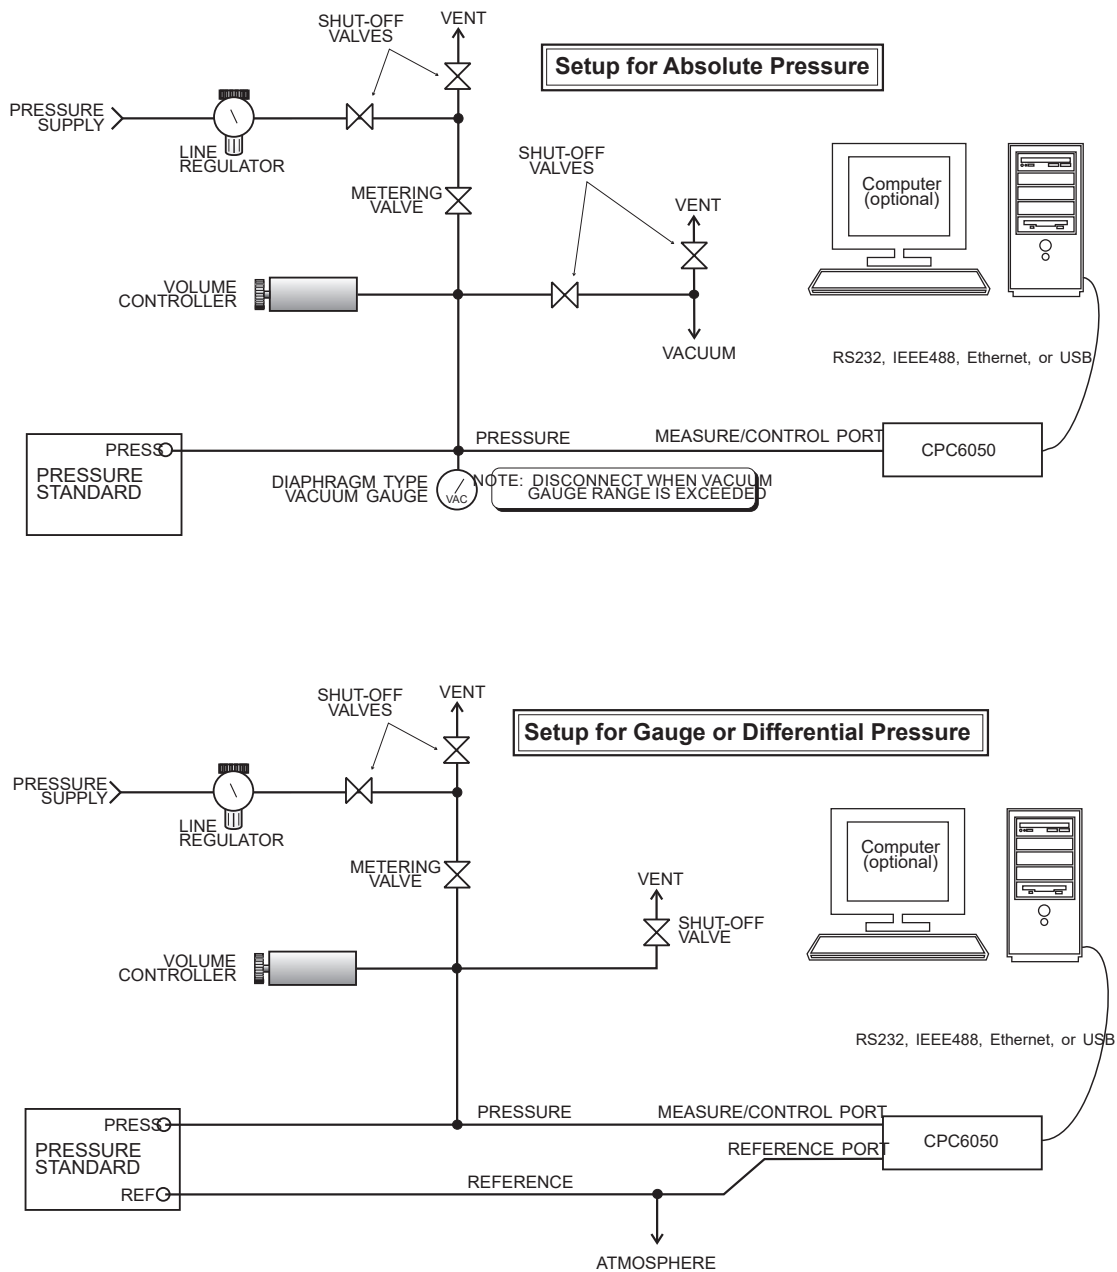 SHUT-OFF
VALVES
VENT
Setup for Absolute Pressure
PRESSURE
SUPPLY
LINE
REGULATOR
SHUT-OFF
VALVES
METERING
VALVE
VENT
Computer
(optional)
VOLUME
CONTROLLER
VACUUM
RS232, IEEE488, Ethernet, or USB
PRESS
PRESSURE
STANDARD
PRESSURE
MEASURE/CONTROL PORT
CPC6050
DIAPHRAGM TYPE
VACUUM GAUGE
VAC
NOTE: DISCONNECT WHEN VACUUM
GAUGE RANGE IS EXCEEDED
SHUT-OFF
VALVES
VENT
Setup for Gauge or Differential Pressure
PRESSURE
SUPPLY
LINE
REGULATOR
METERING
VALVE
VENT
SHUT-OFF
VALVE
Computer
(optional)
VOLUME
CONTROLLER
RS232, IEEE488, Ethernet, or USB
PRESS
PRESSURE
STANDARD
REF
PRESSURE
MEASURE/CONTROL PORT
REFERENCE PORT
CPC6050
REFERENCE
ATMOSPHERE